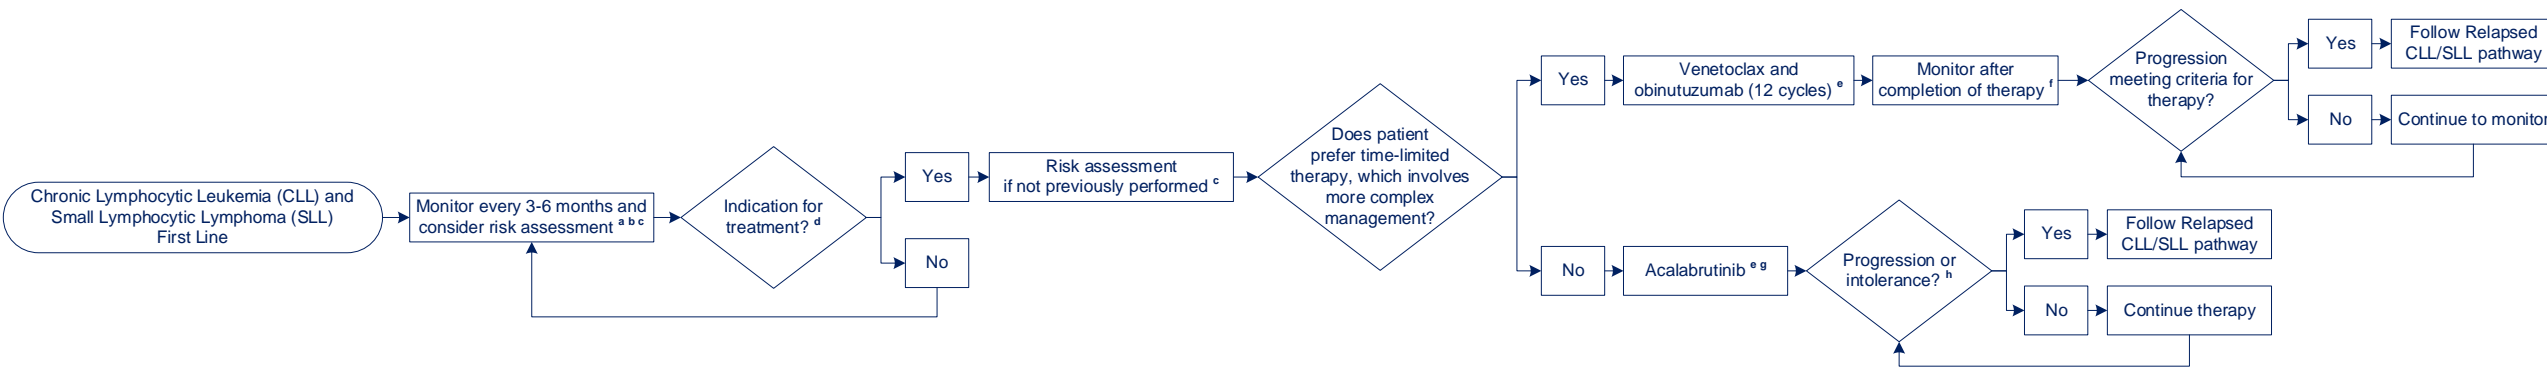 Chronic Lymphocytic Leukemia (CLL) and
Small Lymphocytic Lymphoma (SLL)
First Line
Monitor every 3-6 months and
consider risk assessment a b c
Indication for
treatment? d
Yes
No
Risk assessment
if not previously performed c
Does patient
prefer time-limited
therapy, which involves
more complex
management?
Yes
Venetoclax and
obinutuzumab (12 cycles) e
Monitor after
completion of therapy f
Progression
meeting criteria for
therapy?
Yes
Follow Relapsed
CLL/SLL pathway
No
Continue to monitor
No
Acalabrutinib e g
Progression or
intolerance? h
Yes
Follow Relapsed
CLL/SLL pathway
No
Continue therapy